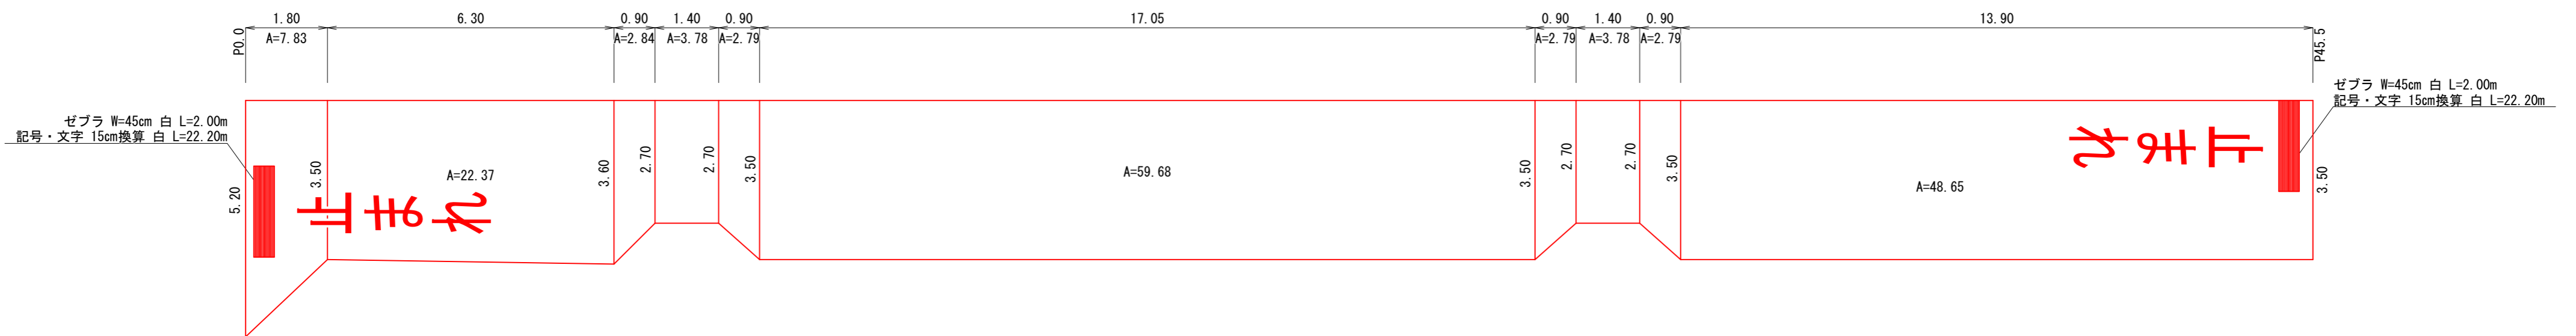 1.80 6.30 0.90 1.40 0.90 17.05 0.90 1.40 0.90 13.90
P0.0 A=7.83 A=2.84 A=3.78 A=2.79 A=2.79 A=3.78 A=2.79 P45.5
ゼブラ W=45cm 白 L=2.00m
記号・文字 15cm換算 白 L=22.20m
ゼブラ W=45cm 白 L=2.00m
記号・文字 15cm換算 白 L=22.20m
5.20 3.50 A=22.37 3.60 2.70 2.70 3.50 A=59.68 3.50 2.70 2.70 3.50 A=48.65 3.50
止まれ
止まれ